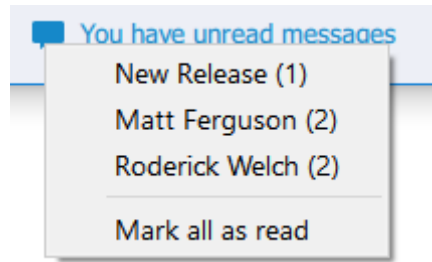 You have unread messages
New Release (1)
Matt Ferguson (2)
Roderick Welch (2)
Mark all as read